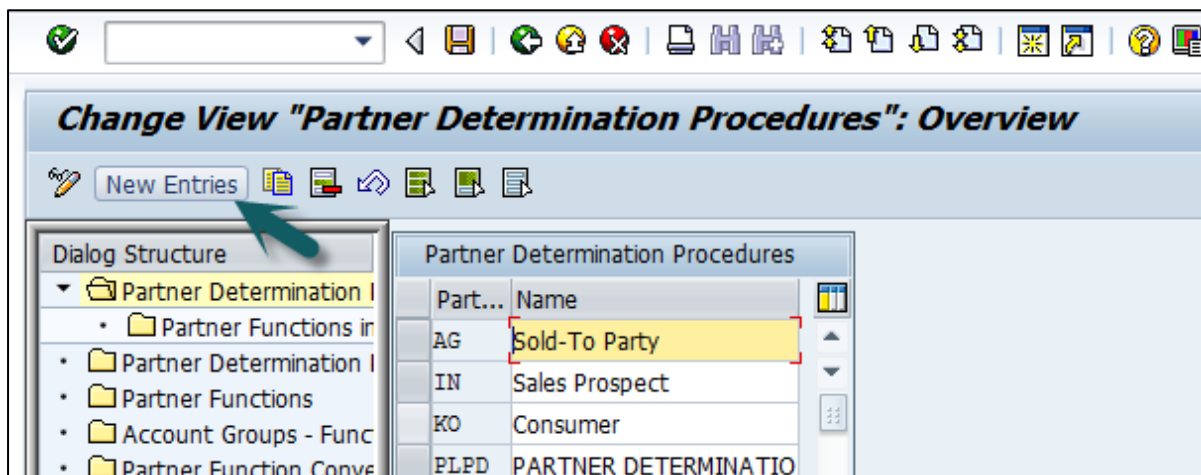 Change View "Partner Determination Procedures": Overview
New Entries
Dialog Structure
Partner Determination
Partner Functions in
Partner Determination
Partner Functions
Account Groups - Func
Partner Function Conve
Partner Determination Procedures
Part... Name
AG Sold-To Party
IN Sales Prospect
KO Consumer
PLPD PARTNER DETERMINATIO